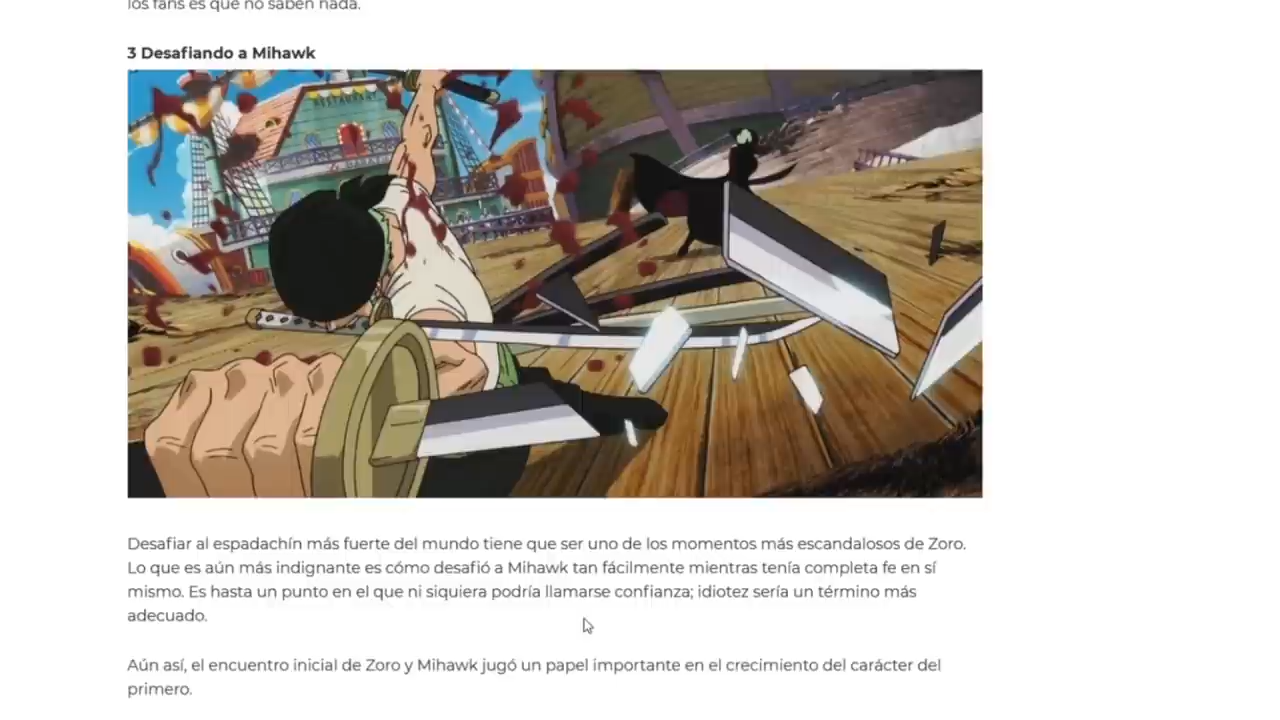 los fans es que no saben nada.
3 Desafiando a Mihawk
RESTAURANT
Desafiar al espadachín más fuerte del mundo tiene que ser uno de los momentos más escandalosos de Zoro.
Lo que es aún más indignante es cómo desafió a Mihawk tan fácilmente mientras tenía completa fe en sí
mismo. Es hasta un punto en el que ni siquiera podría llamarse confianza; idiotez sería un término más
adecuado.
Aún así, el encuentro inicial de Zoro y Mihawk jugó un papel importante en el crecimiento del carácter del
primero.